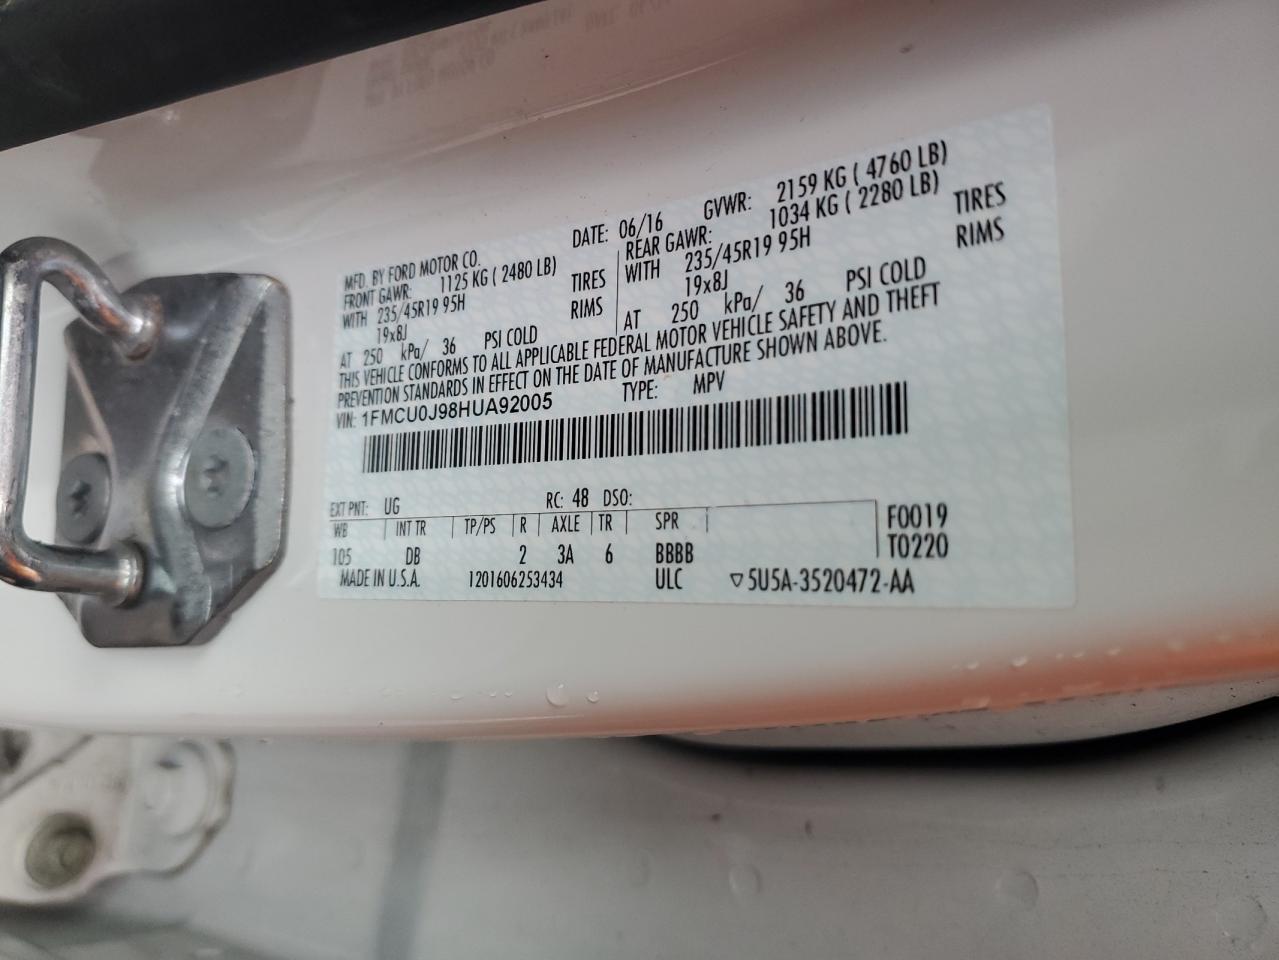 MFD. BY FORD MOTOR CO. DATE: 06/16 GVWR: 2159 KG ( 4760 LB)
FRONT GAWR: 1125 KG ( 2480 LB) REAR GAWR: 1034 KG ( 2280 LB)
WITH 235/45R19 95H TIRES WITH 235/45R19 95H TIRES
19x8J RIMS 19x8J RIMS
AT 250 kPa/ 36 PSI COLD AT 250 kPa/ 36 PSI COLD
THIS VEHICLE CONFORMS TO ALL APPLICABLE FEDERAL MOTOR VEHICLE SAFETY AND THEFT
PREVENTION STANDARDS IN EFFECT ON THE DATE OF MANUFACTURE SHOWN ABOVE.
VIN: 1FMCU0J98HUA92005 TYPE: MPV
EXT PNT: UG RC: 48 DSO:
WB INT TR TP/PS R AXLE TR SPR F0019
105 DB 2 3A 6 BBBB T0220
MADE IN U.S.A. 1201606253434 ULC ▽5U5A-3520472-AA